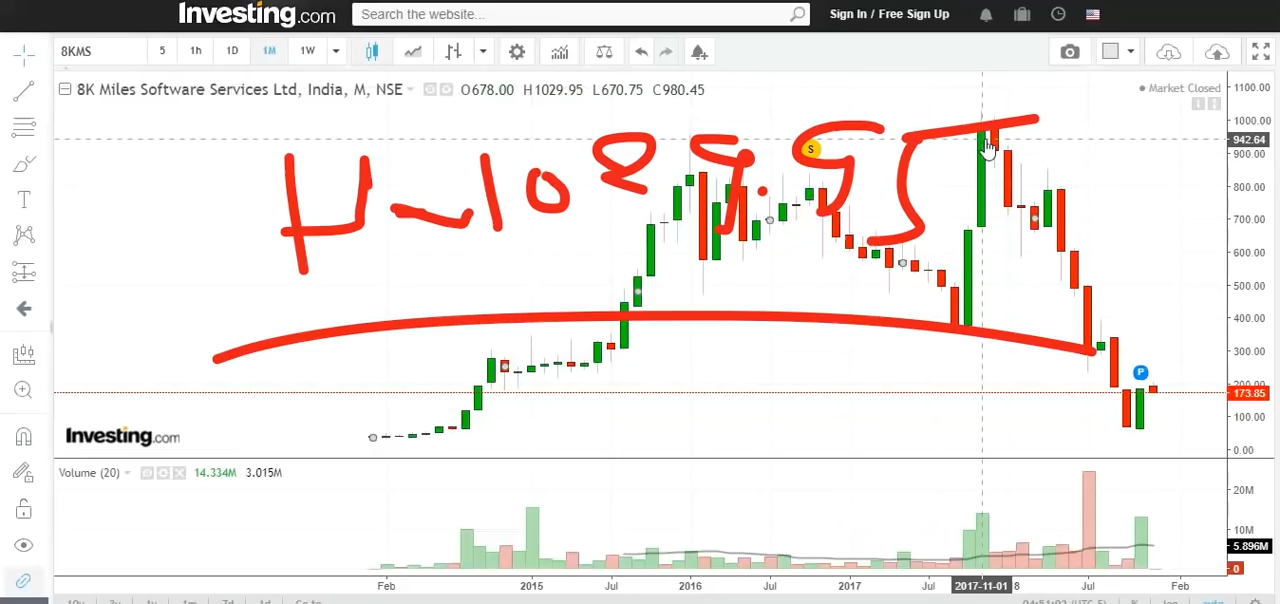 Investing.com
Search the website...
Sign In / Free Sign Up
8KMS
5
1h
1D
1M
1W
8K Miles Software Services Ltd, India, M, NSE
O678.00 H1029.95 L670.75 C980.45
Market Closed
1100.00
1000.00
942.64
900.00
800.00
700.00
600.00
500.00
400.00
300.00
200.00
173.85
100.00
0.00
H~1089.95
S
P
Investing.com
Volume (20)
14.334M 3.015M
20M
10M
5.896M
0
Feb
2015
Jul
2016
Jul
2017
Jul
2017-11-01
8
Jul
Feb